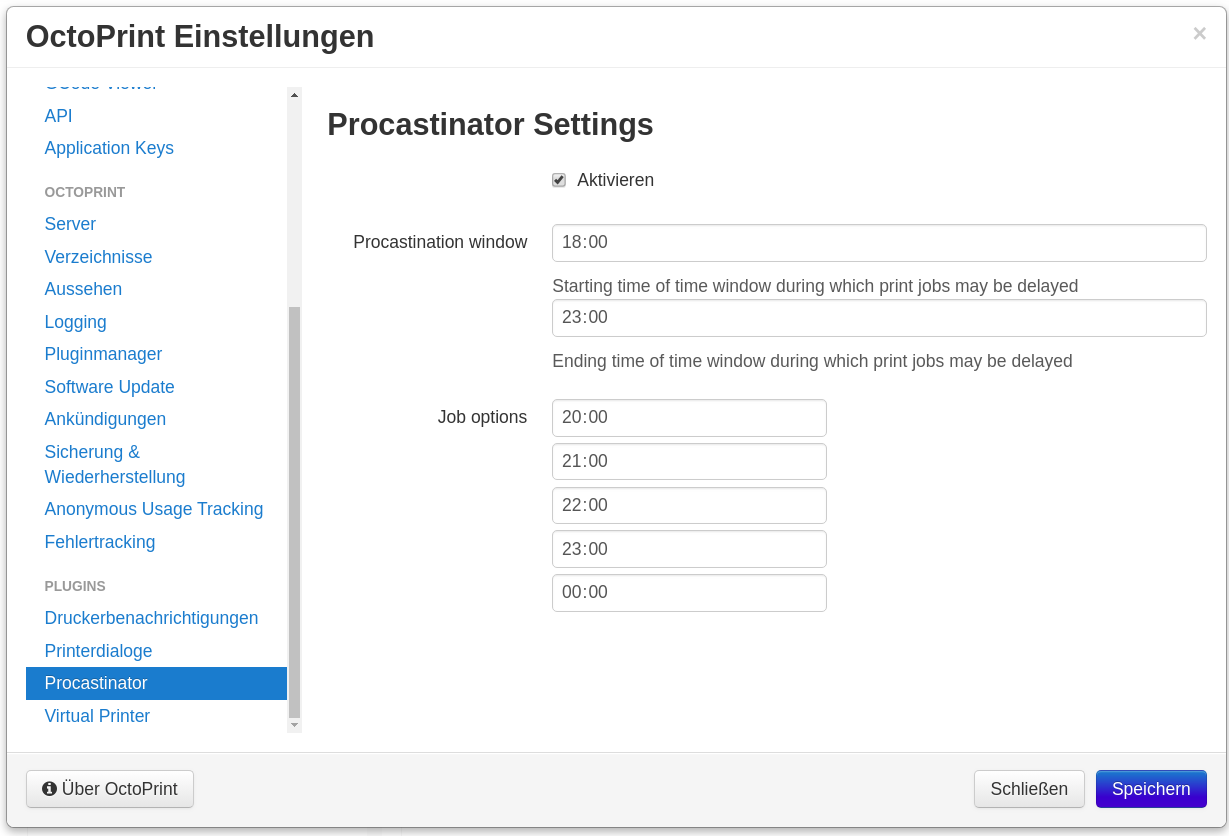 OctoPrint Einstellungen
×
API
Application Keys
OCTOPRINT
Server
Verzeichnisse
Aussehen
Logging
Pluginmanager
Software Update
Ankündigungen
Sicherung &
Wiederherstellung
Anonymous Usage Tracking
Fehlertracking
PLUGINS
Druckerbenachrichtigungen
Printerdialoge
Procastinator
Virtual Printer
Procastinator Settings
Aktivieren
Procastination window
18:00
Starting time of time window during which print jobs may be delayed
23:00
Ending time of time window during which print jobs may be delayed
Job options
20:00
21:00
22:00
23:00
00:00
Über OctoPrint
Schließen
Speichern